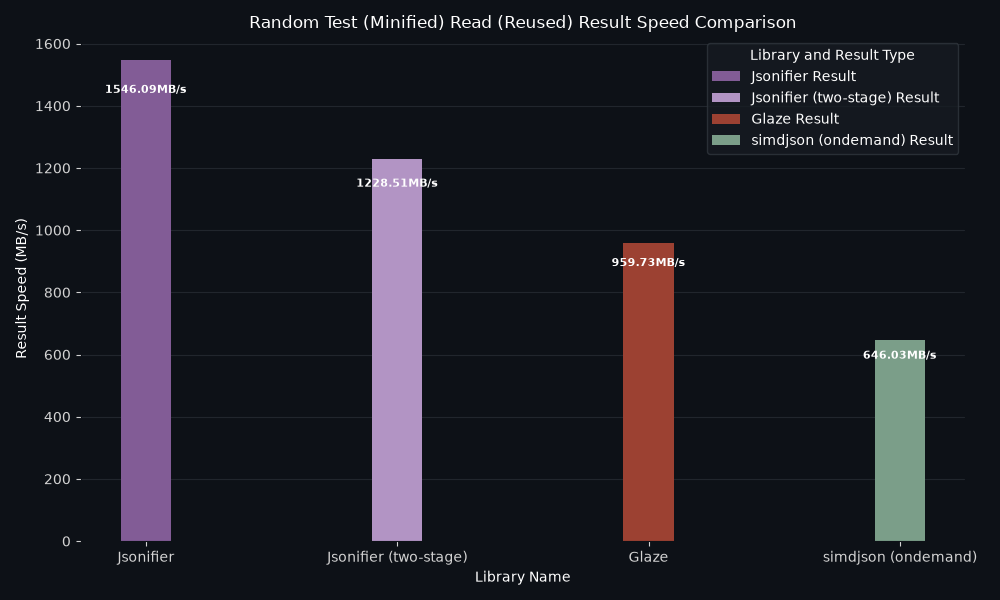 Random Test (Minified) Read (Reused) Result Speed Comparison
Result Speed (MB/s)
1600
1400
1200
1000
800
600
400
200
0
Library and Result Type
Jsonifier Result
Jsonifier (two-stage) Result
Glaze Result
simdjson (ondemand) Result
1546.09MB/s
1228.51MB/s
959.73MB/s
646.03MB/s
Jsonifier
Jsonifier (two-stage)
Glaze
simdjson (ondemand)
Library Name